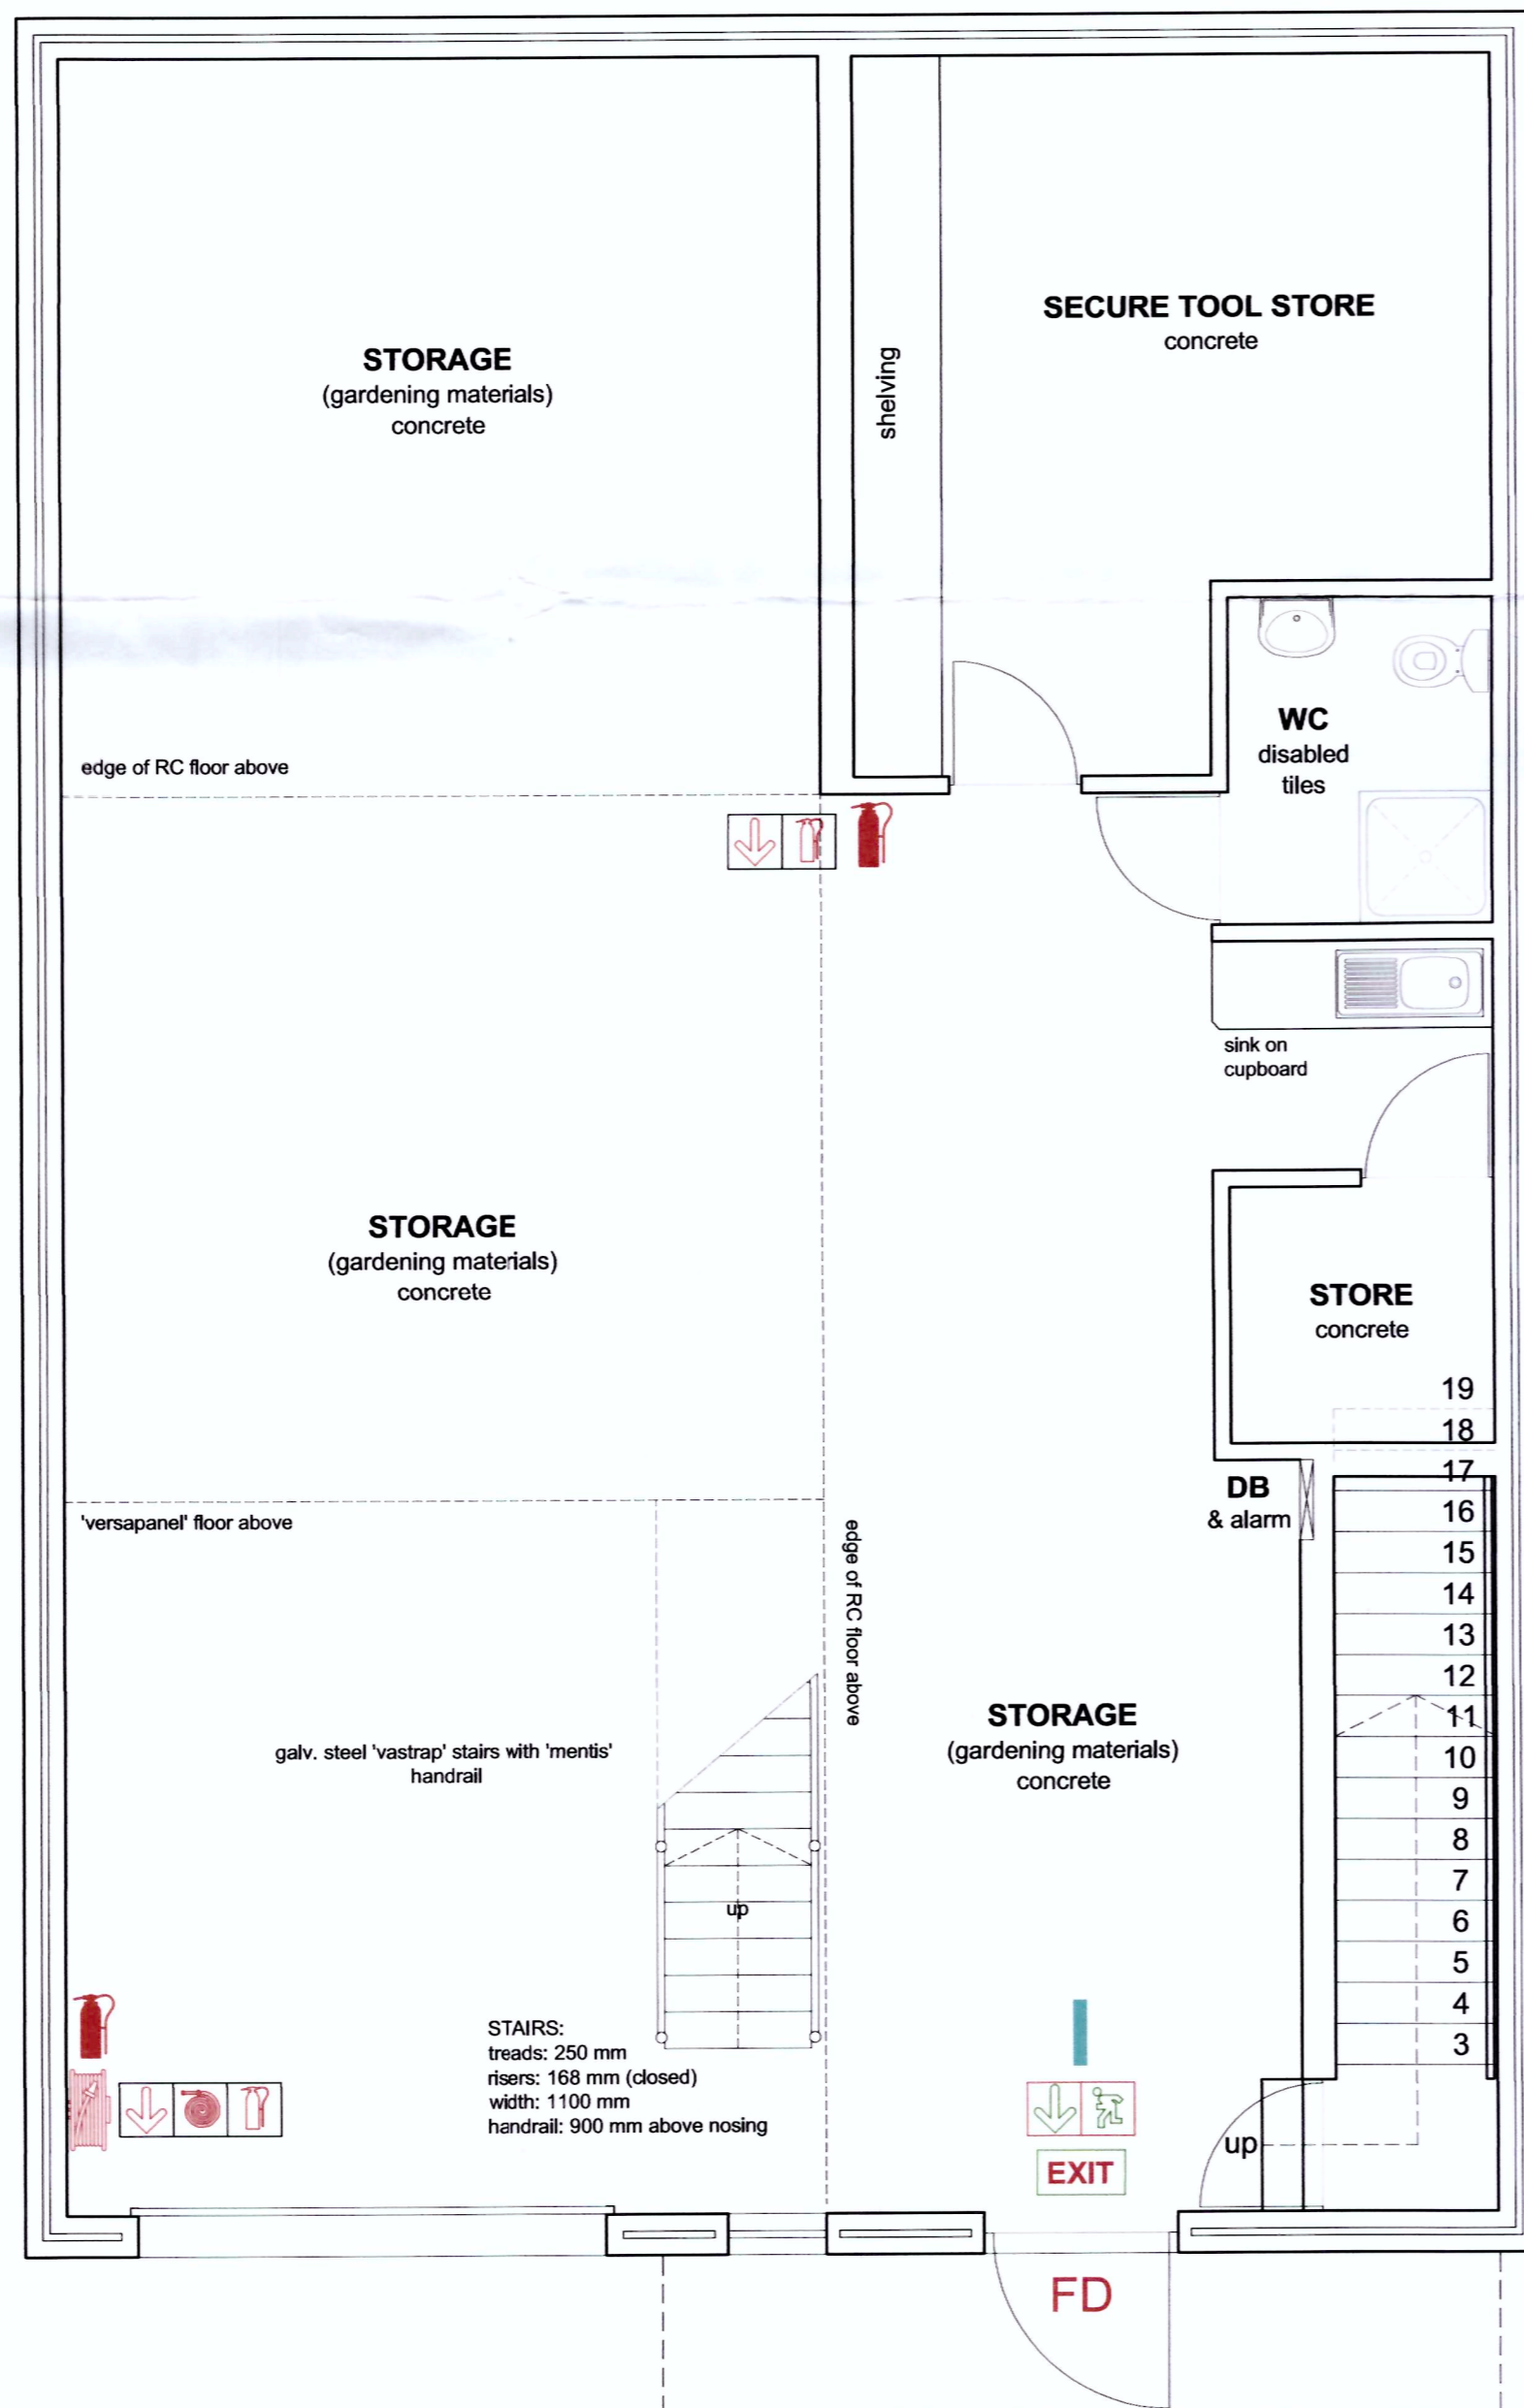 STORAGE
(gardening materials)
concrete
shelving
SECURE TOOL STORE
concrete
WC
disabled
tiles
edge of RC floor above
sink on
cupboard
STORAGE
(gardening materials)
concrete
STORE
concrete
19
18
17
16
15
14
13
12
11
10
9
8
7
6
5
4
3
DB
& alarm
'versapanel' floor above
edge of RC floor above
galv. steel 'vastrap' stairs with 'mentis'
handrail
STORAGE
(gardening materials)
concrete
up
STAIRS:
treads: 250 mm
risers: 168 mm (closed)
width: 1100 mm
handrail: 900 mm above nosing
up
EXIT
FD